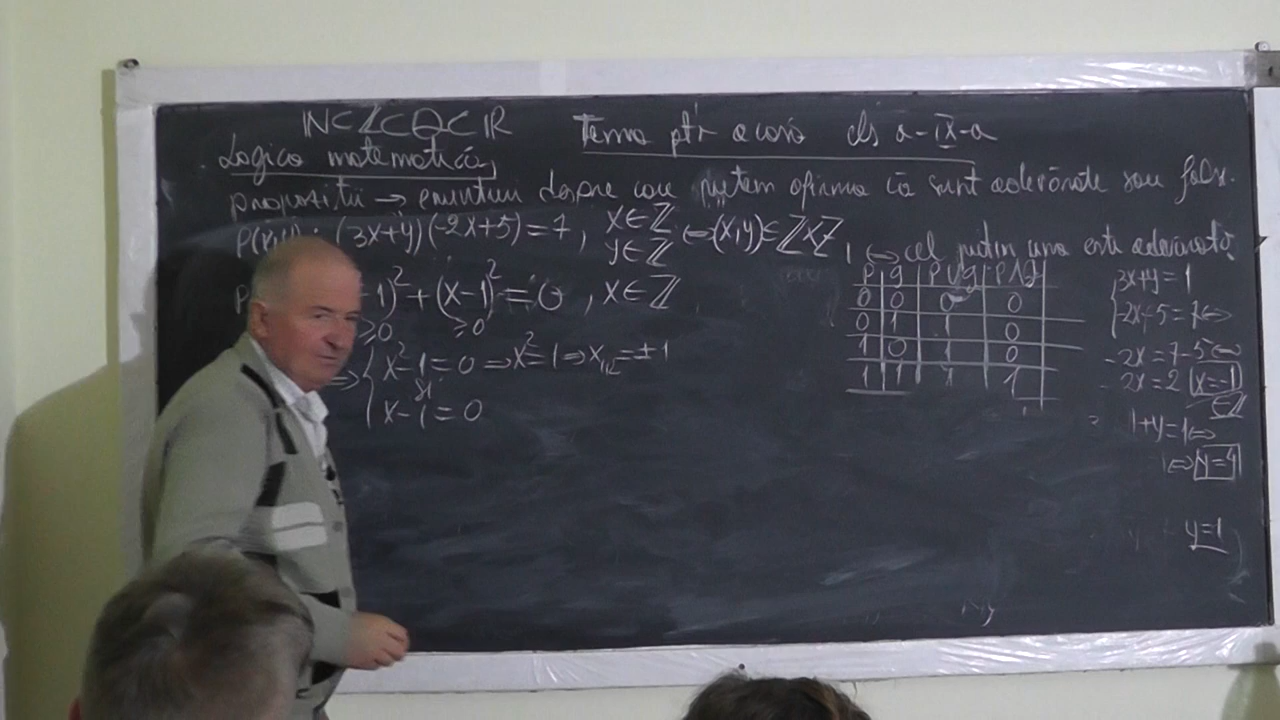 ℕ⊂ℤ⊂ℚ⊂ℝ
Tema ptr acasă cls a-IX-a
Logica matematică
propoziții → enunțuri despre care putem afirma că sunt adevărate sau false.
P(x,y): (3x+y)(-2x+5)=7, x∈ℤ
y∈ℤ ⇔(x,y)∈ℤ×ℤ
⇔ cel puțin una este adevărată
-1)²+(x-1)²=0, x∈ℤ
≥0 ≥0
⇒{x²-1=0 ⇒x²=1⇒x₁,₂=±1
și
x-1=0
p q p∨q p∧q
0 0 0 0
0 1 1 0
1 0 1 0
1 1 1 1
{3x+y=1
-2x+5=7⇔
-2x=7-5⇔
-2x=2 x=-1
∈ℤ
+y=1⇔
⇔y=4
y=1